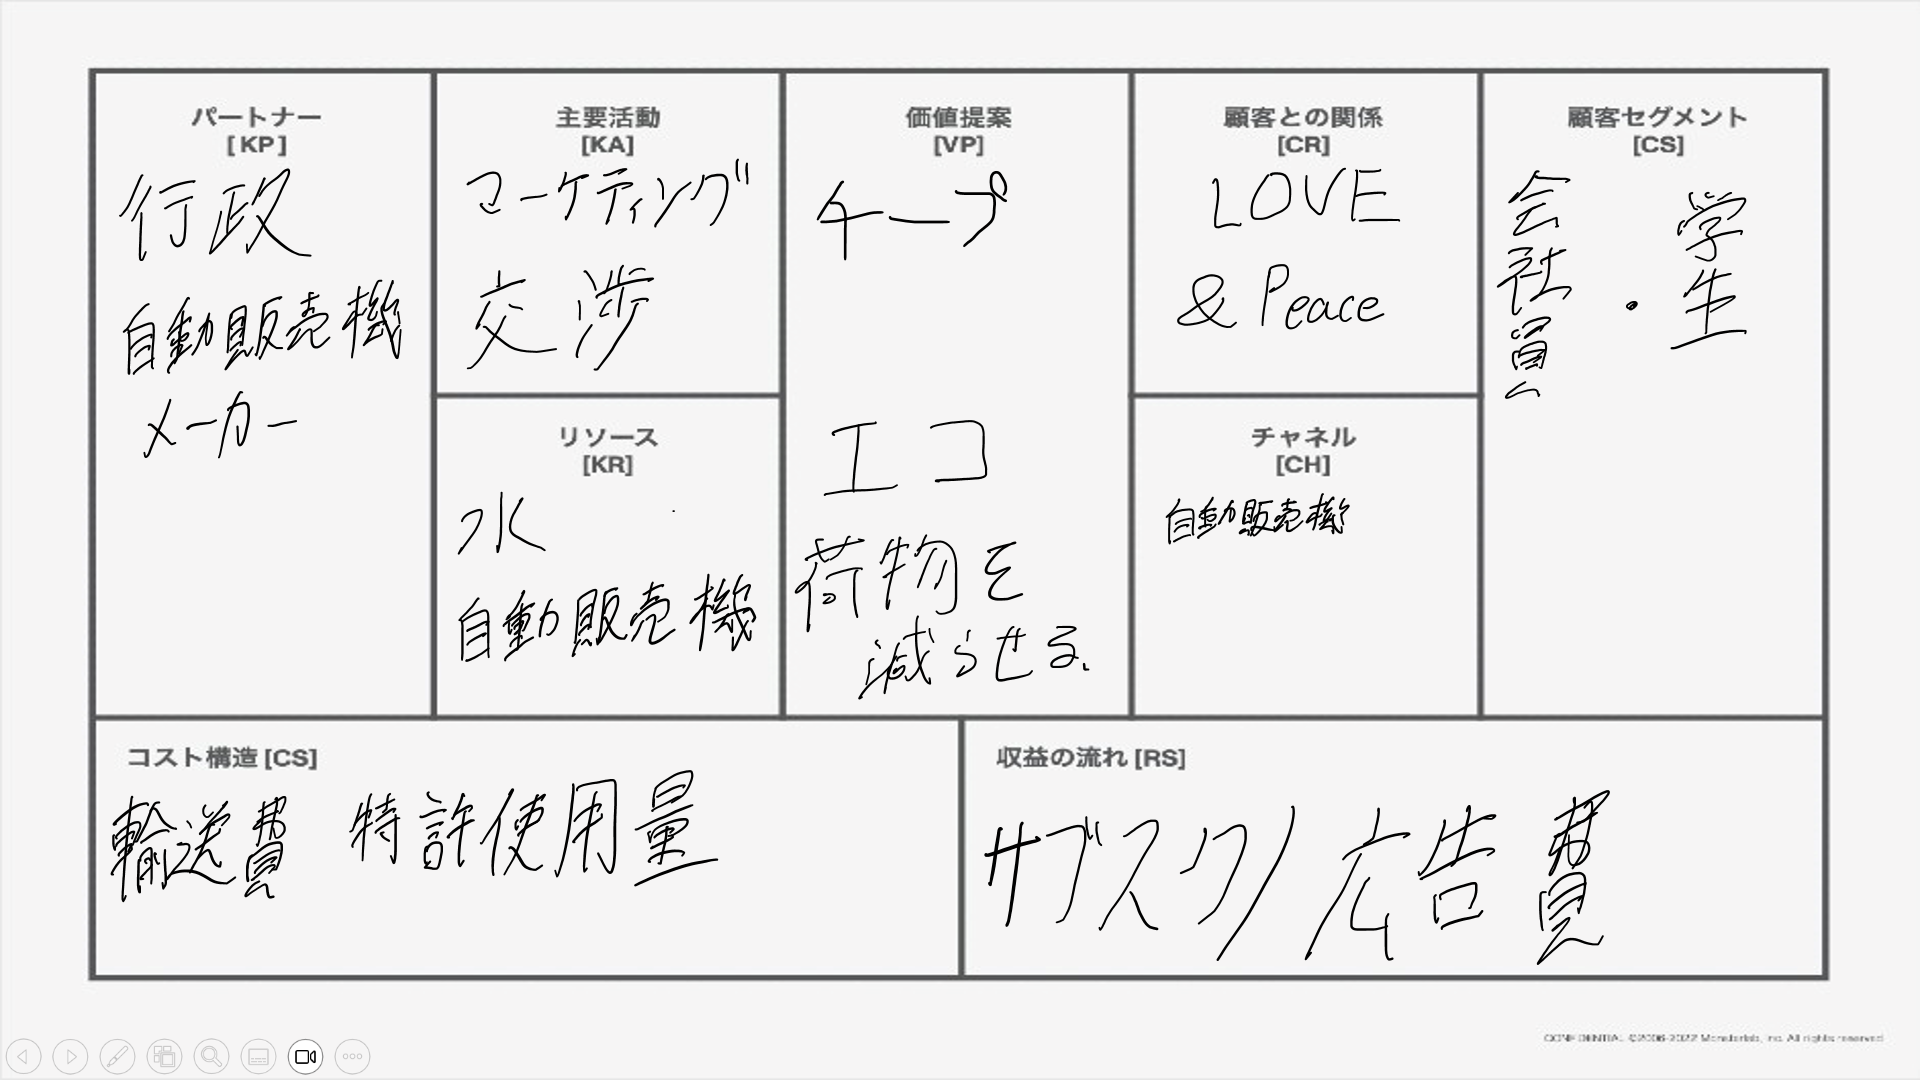 パートナー
[KP]
行政
自動販売機
メーカー
主要活動
[KA]
マーケティング
交渉
リソース
[KR]
水
自動販売機
価値提案
[VP]
チープ
エコ
荷物を
減らせる、
顧客との関係
[CR]
LOVE
& Peace
チャネル
[CH]
自動販売機
顧客セグメント
[CS]
会社員・学生
コスト構造 [CS]
輸送費 特許使用量
収益の流れ [RS]
サブスク/広告費
CONFIDENTIAL ©2006-2022 Monsterlab, Inc. All rights reserved